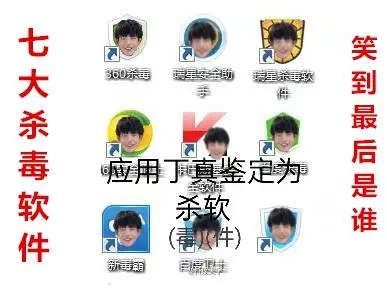 七大杀毒软件
360杀毒
瑞星安全助手
瑞星杀毒软件
应用丁真鉴定为
杀软
(毒)(件)
新毒霸
笑到最后是谁